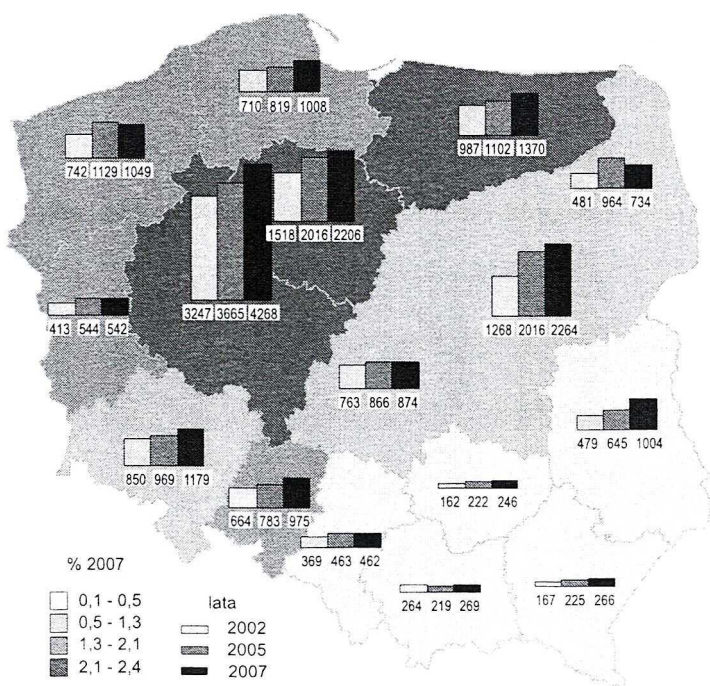 710 819 1008
742 1129 1049
987 1102 1370
481 964 734
1518 2016 2206
3247 3665 4268
413 544 542
1268 2016 2264
763 866 874
479 645 1004
850 969 1179
664 783 975
162 222 246
369 463 462
264 219 269
167 225 266
% 2007
0,1 - 0,5
0,5 - 1,3
1,3 - 2,1
2,1 - 2,4
lata
2002
2005
2007